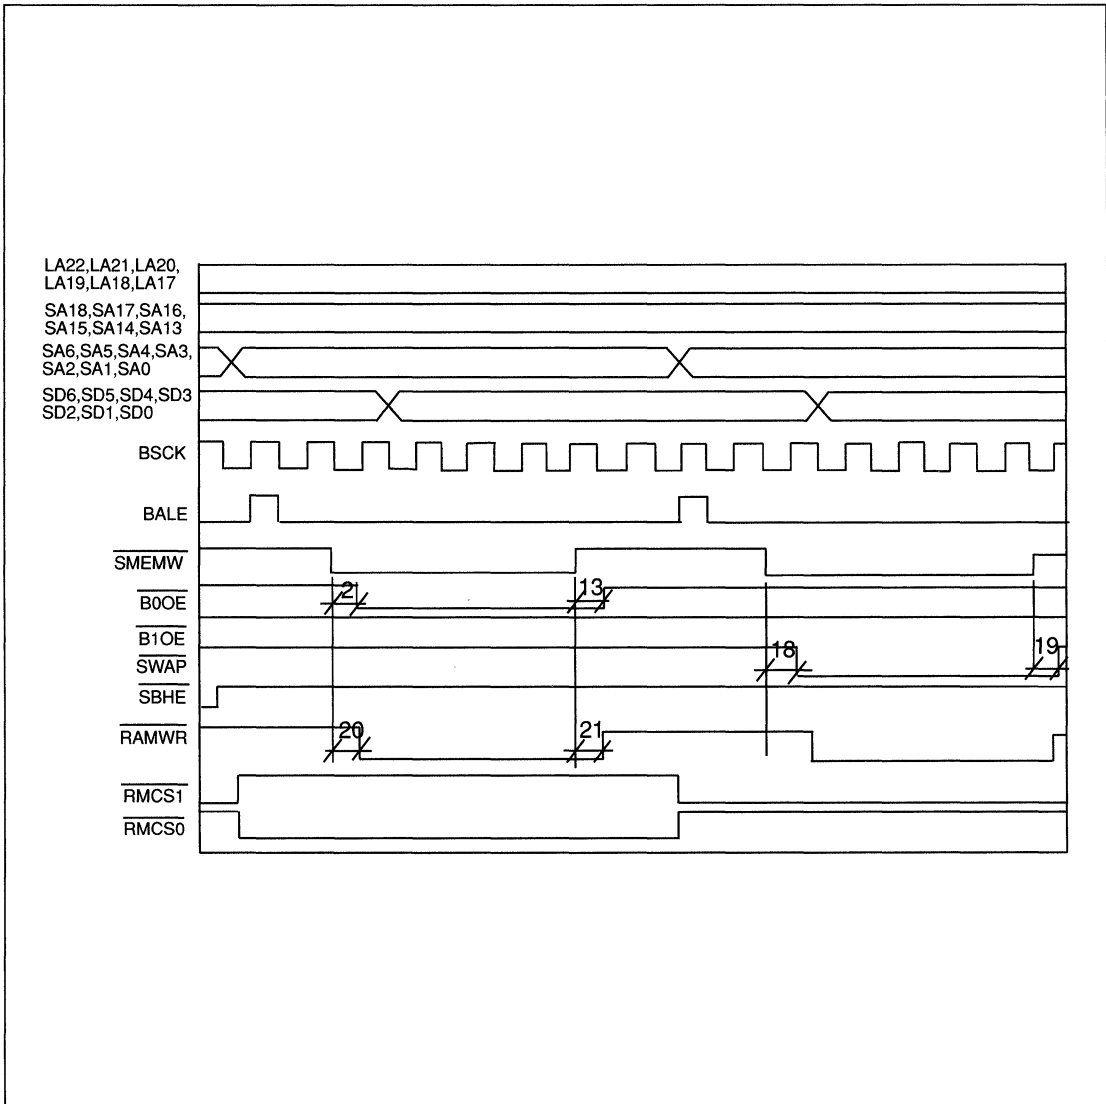 LA22,LA21,LA20,
LA19,LA18,LA17
SA18,SA17,SA16,
SA15,SA14,SA13
SA6,SA5,SA4,SA3,
SA2,SA1,SA0
SD6,SD5,SD4,SD3
SD2,SD1,SD0
BSCK
BALE
SMEMW
2
13
B0OE
B1OE
18
19
SWAP
SBHE
20
21
RAMWR
RMCS1
RMCS0